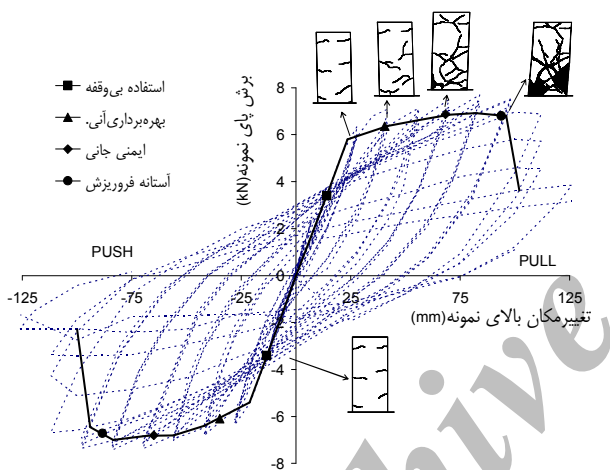 برش پای نمونه(kN)
8
6
4
2
0
-2
-4
-6
-8
استفاده بی‌وقفه
بهره‌برداری‌آنی.
ایمنی جانی
آستانه فروریزش
PUSH
PULL
-125
-75
-25
25
75
125
تغییرمکان بالای نمونه(mm)
hive